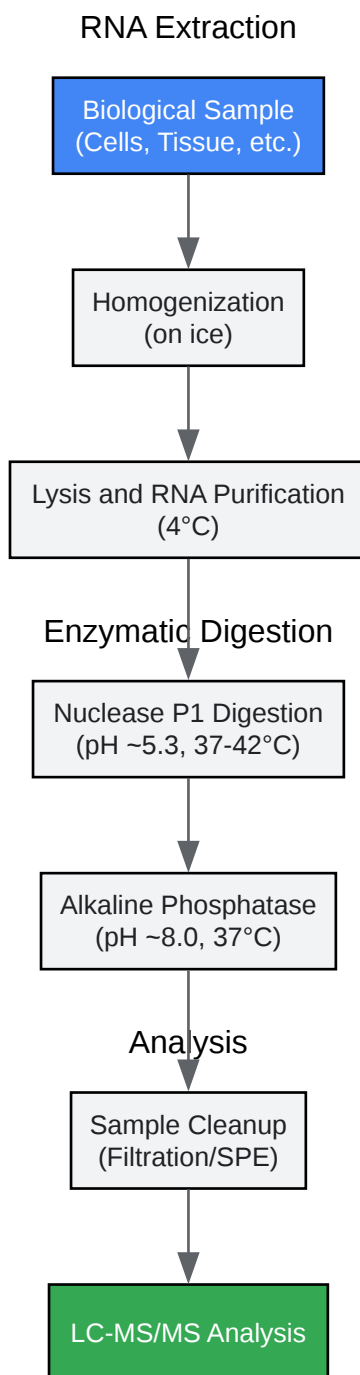 RNA Extraction
Biological Sample
(Cells, Tissue, etc.)
Homogenization
(on ice)
Lysis and RNA Purification
(4°C)
Enzymatic Digestion
Nuclease P1 Digestion
(pH ~5.3, 37-42°C)
Alkaline Phosphatase
(pH ~8.0, 37°C)
Analysis
Sample Cleanup
(Filtration/SPE)
LC-MS/MS Analysis